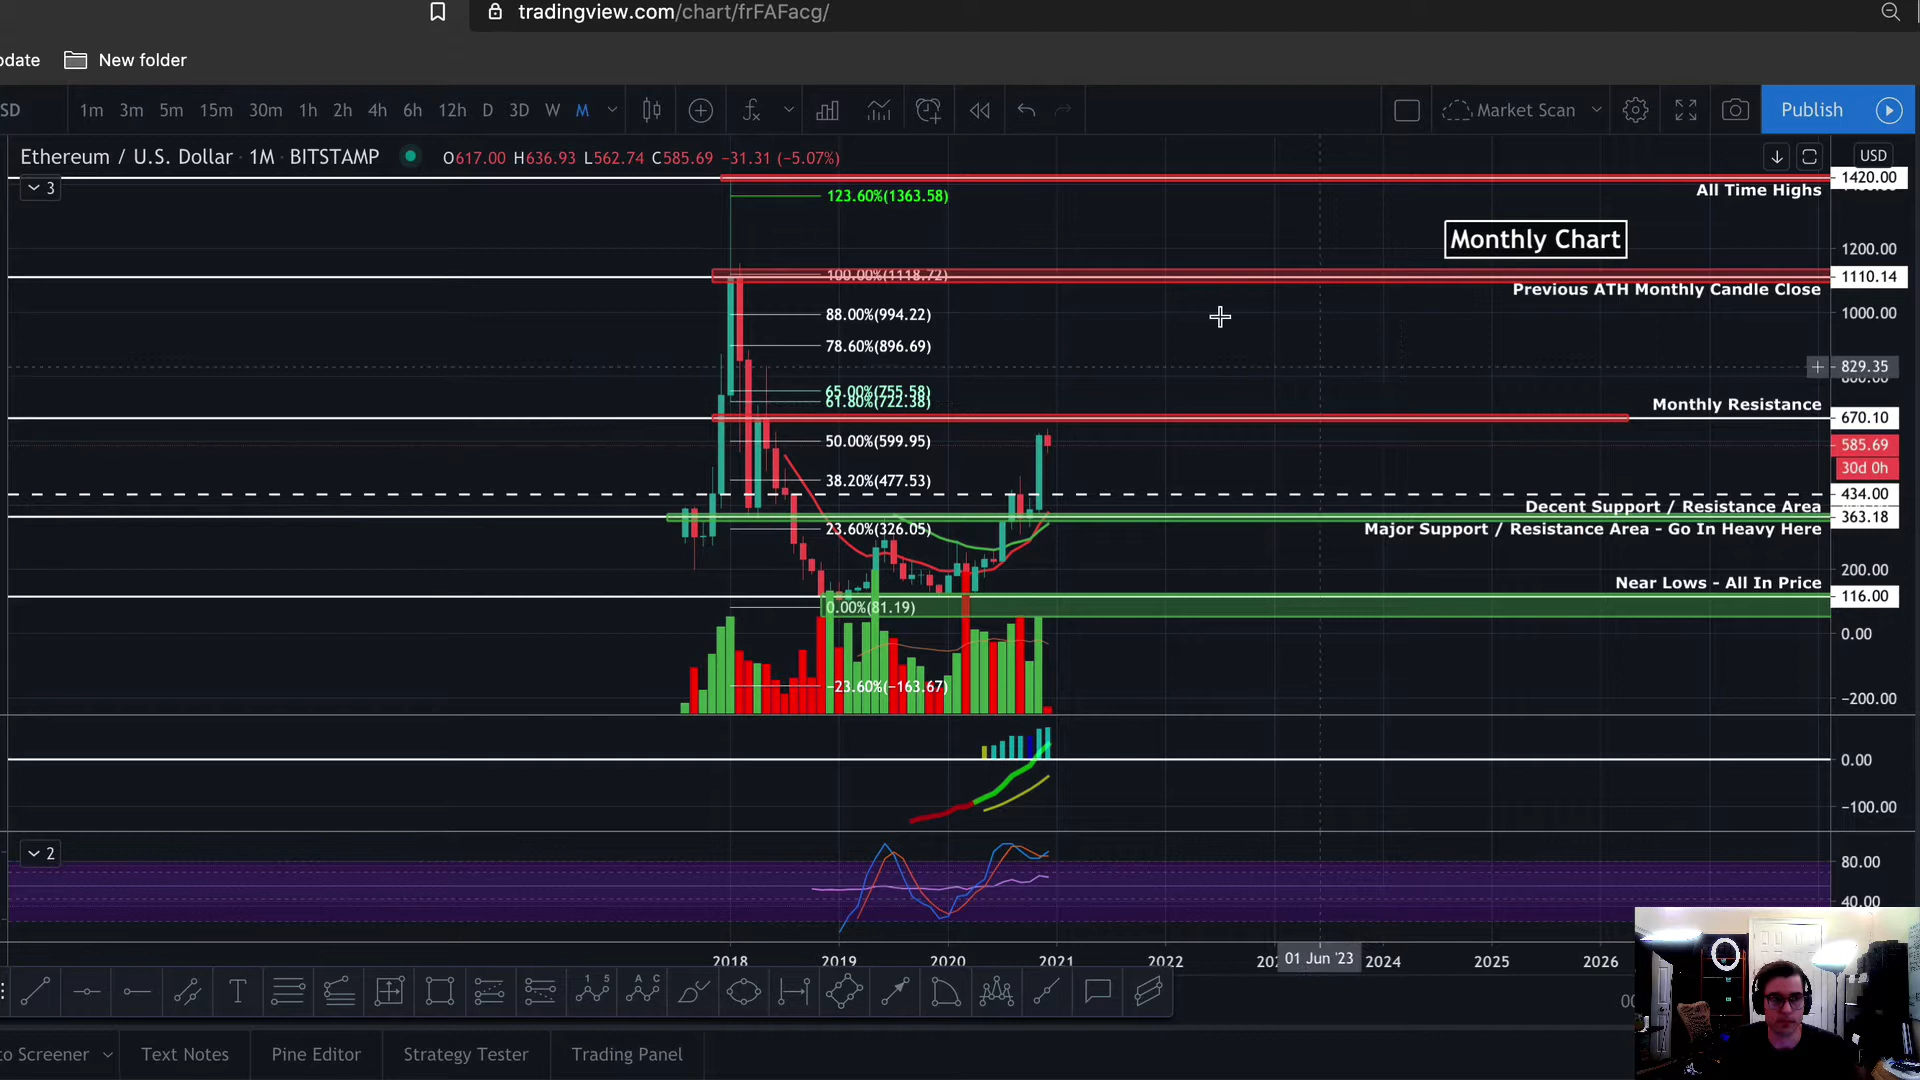 tradingview.com/chart/frFAFacg/
pdate New folder
SD 1m 3m 5m 15m 30m 1h 2h 4h 6h 12h D 3D W M Market Scan Publish
Ethereum / U.S. Dollar · 1M · BITSTAMP O617.00 H636.93 L562.74 C585.69 −31.31 (−5.07%) USD
3
1420.00
All Time Highs
123.60%(1363.58)
Monthly Chart
1200.00
100.00%(1118.72)
1110.14
Previous ATH Monthly Candle Close
88.00%(994.22)
1000.00
78.60%(896.69)
829.35
65.00%(755.58)
61.80%(722.38)
Monthly Resistance
670.10
50.00%(599.95)
585.69
30d 0h
38.20%(477.53)
434.00
Decent Support / Resistance Area
363.18
23.60%(326.05)
Major Support / Resistance Area - Go In Heavy Here
200.00
Near Lows - All In Price
116.00
0.00%(81.19)
0.00
−23.60%(−163.67)
−200.00
0.00
−100.00
2
80.00
40.00
2018 2019 2020 2021 2022 01 Jun '23 2024 2025 2026
T 1 5 A C
to Screener Text Notes Pine Editor Strategy Tester Trading Panel